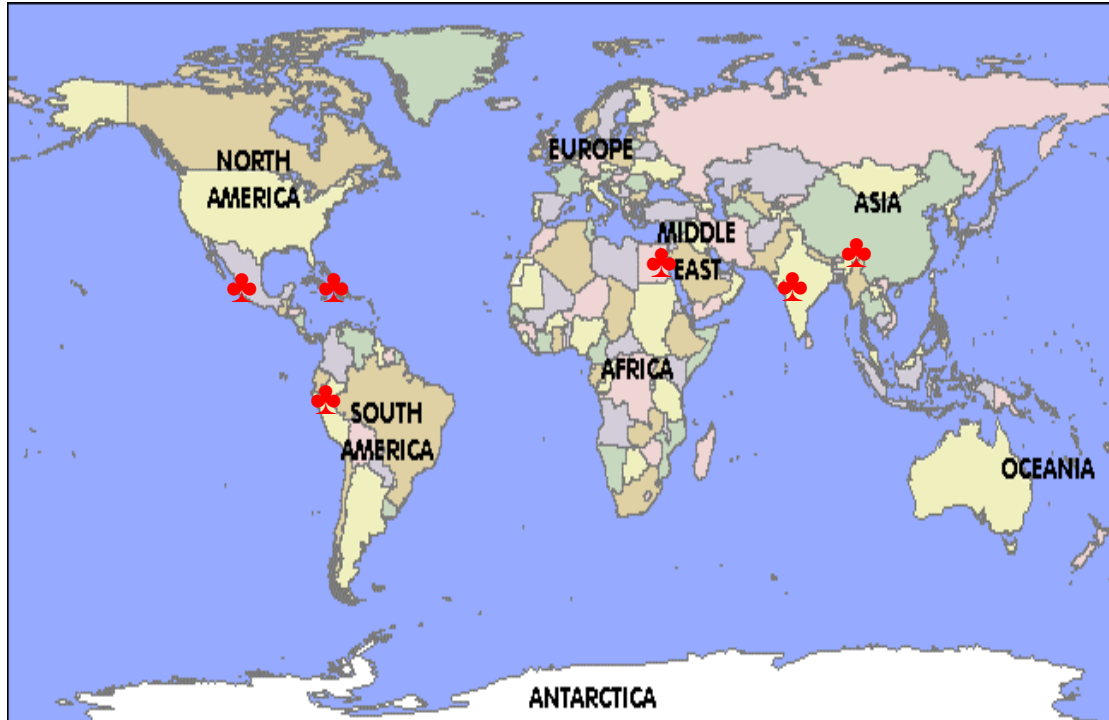 NORTH
AMERICA
EUROPE
ASIA
MIDDLE
EAST
AFRICA
SOUTH
AMERICA
OCEANIA
ANTARCTICA